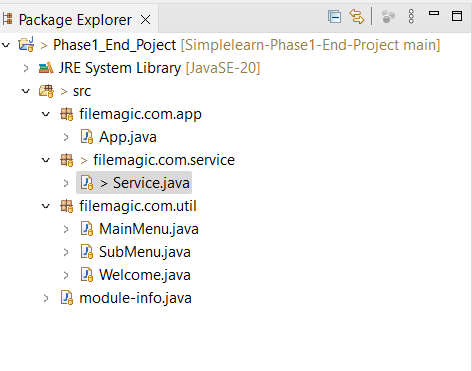 Package Explorer
> Phase1_End_Poject [Simplelearn-Phase1-End-Project main]
JRE System Library [JavaSE-20]
> src
filemagic.com.app
App.java
> filemagic.com.service
> Service.java
filemagic.com.util
MainMenu.java
SubMenu.java
Welcome.java
module-info.java